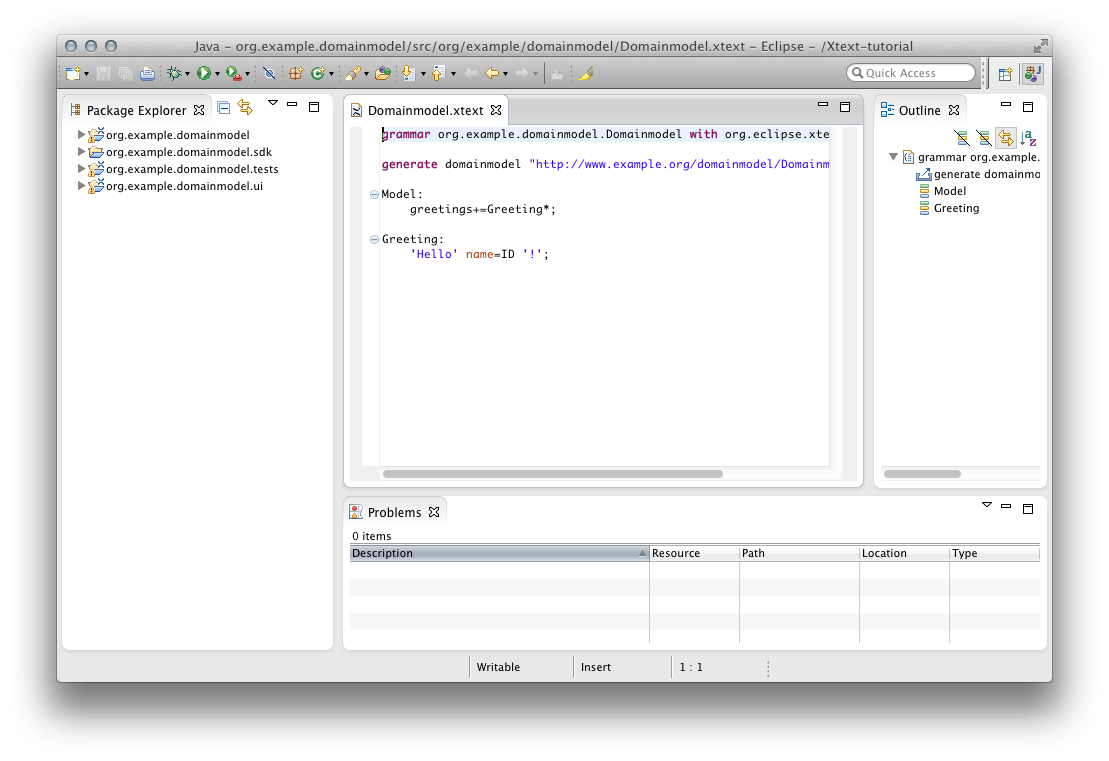 Java – org.example.domainmodel/src/org/example/domainmodel/Domainmodel.xtext – Eclipse – /Xtext-tutorial
Quick Access
Package Explorer
org.example.domainmodel
org.example.domainmodel.sdk
org.example.domainmodel.tests
org.example.domainmodel.ui
Domainmodel.xtext
grammar org.example.domainmodel.Domainmodel with org.eclipse.xte
generate domainmodel "http://www.example.org/domainmodel/Domainm
Model:
greetings+=Greeting*;
Greeting:
'Hello' name=ID '!';
Outline
grammar org.example.
generate domainmo
Model
Greeting
Problems
0 items
Description Resource Path Location Type
Writable Insert 1 : 1